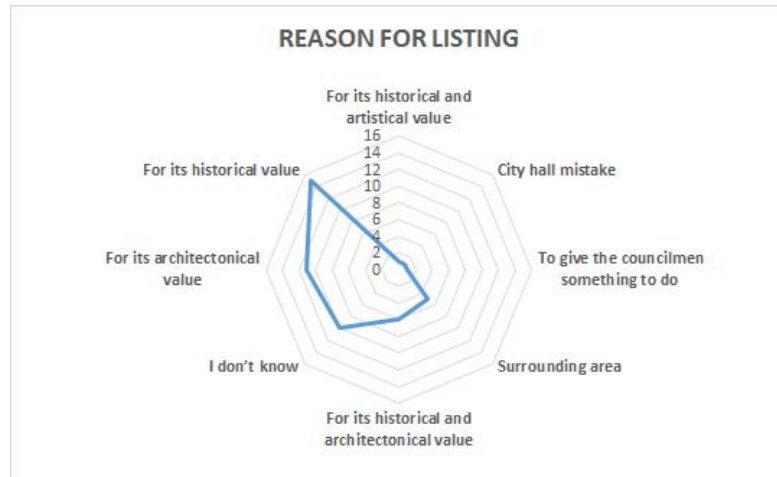 REASON FOR LISTING
For its historical and
artistical value
16
14
12
10
8
6
4
2
0
City hall mistake
To give the councilmen
something to do
Surrounding area
For its historical and
architectonical value
I don't know
For its architectonical
value
For its historical value